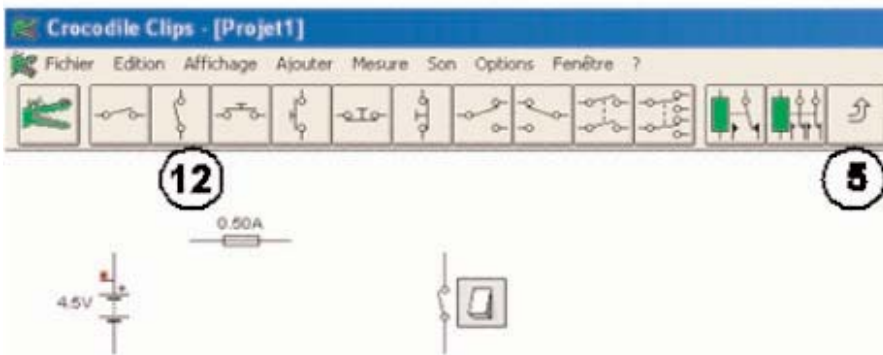 Crocodile Clips - [Projet1]
Fichier Edition Affichage Ajouter Mesure Son Options Fenêtre ?
12
5
0.50A
4.5V